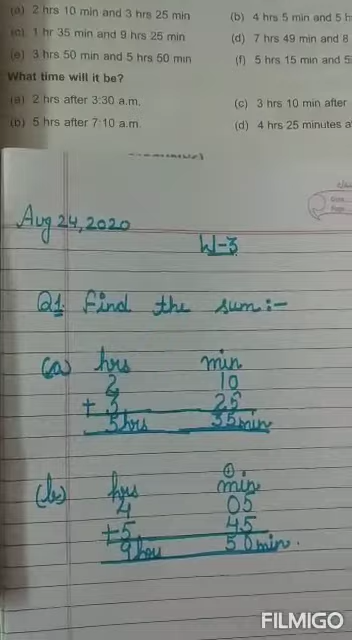 (a) 2 hrs 10 min and 3 hrs 25 min
(b) 4 hrs 5 min and 5 h
(c) 1 hr 35 min and 9 hrs 25 min
(d) 7 hrs 49 min and 8
(e) 3 hrs 50 min and 5 hrs 50 min
(f) 5 hrs 15 min and 5
What time will it be?
(a) 2 hrs after 3:30 a.m.
(c) 3 hrs 10 min after
(b) 5 hrs after 7:10 a.m.
(d) 4 hrs 25 minutes a
Aug 24, 2020
W-3
Q1. Find the sum:-
(a) hrs min
2 10
+ 3 25
5 hrs 35 min
(b) hrs min
4 05
+ 5 45
9 hrs 50 min.
FILMIGO